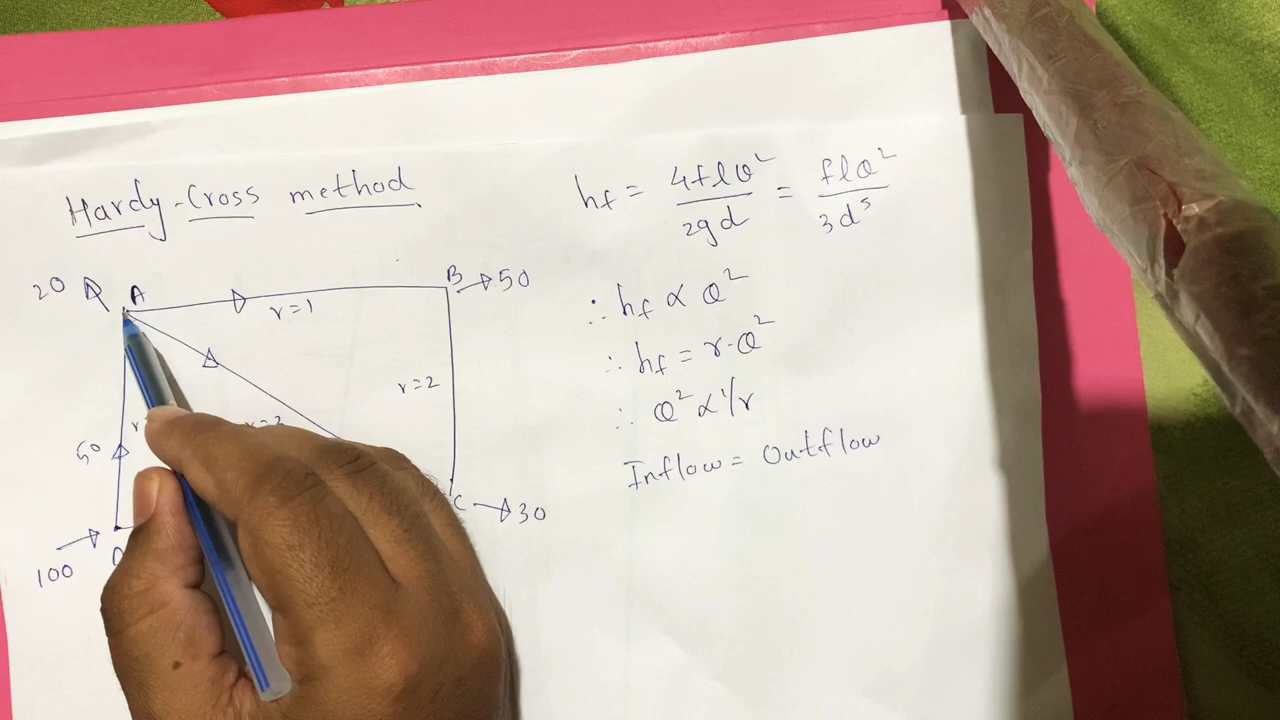 Hardy-Cross method
hf = 4flQ² / 2gd = flQ² / 3d⁵
20 A
B 50
r=1
∴ hf ∝ Q²
∴ hf = r·Q²
r=2
∴ Q² ∝ 1/r
50
Inflow = Outflow
C 30
100